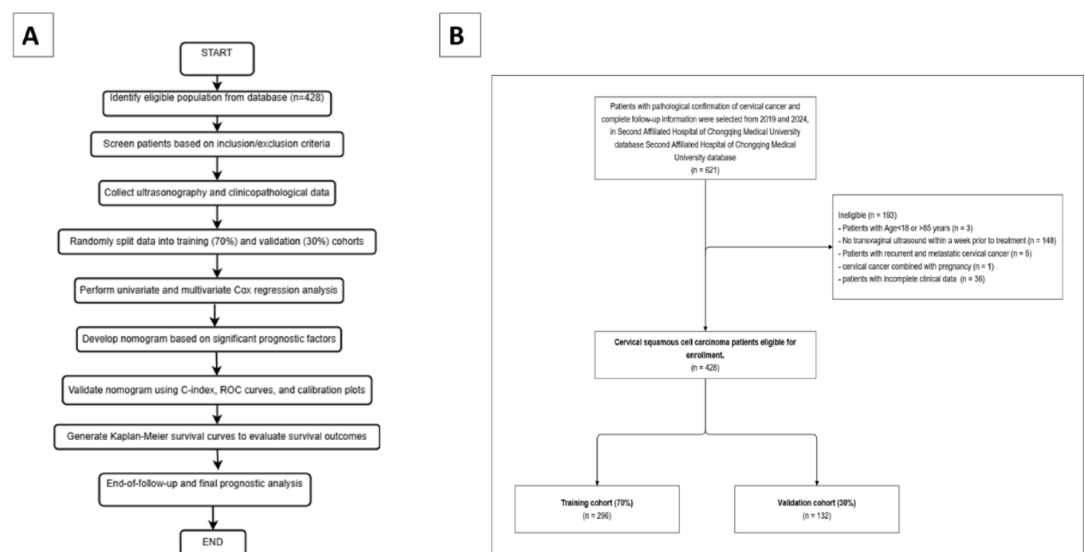 A
START
Identify eligible population from database (n=428)
Screen patients based on inclusion/exclusion criteria
Collect ultrasonography and clinicopathological data
Randomly split data into training (70%) and validation (30%) cohorts
Perform univariate and multivariate Cox regression analysis
Develop nomogram based on significant prognostic factors
Validate nomogram using C-index, ROC curves, and calibration plots
Generate Kaplan-Meier survival curves to evaluate survival outcomes
End-of-follow-up and final prognostic analysis
END
B
Patients with pathological confirmation of cervical cancer and
complete follow-up information were selected from 2019 and 2024,
in Second Affiliated Hospital of Chongqing Medical University
database Second Affiliated Hospital of Chongqing Medical
University database
(n = 621)
Ineligible (n = 193)
- Patients with Age<18 or >85 years (n = 3)
- No transvaginal ultrasound within a week prior to treatment (n = 148)
- Patients with recurrent and metastatic cervical cancer (n = 5)
- cervical cancer combined with pregnancy (n = 1)
- patients with incomplete clinical data (n = 36)
Cervical squamous cell carcinoma patients eligible for
enrollment.
(n = 428)
Training cohort (70%)
(n = 296)
Validation cohort (30%)
(n = 132)